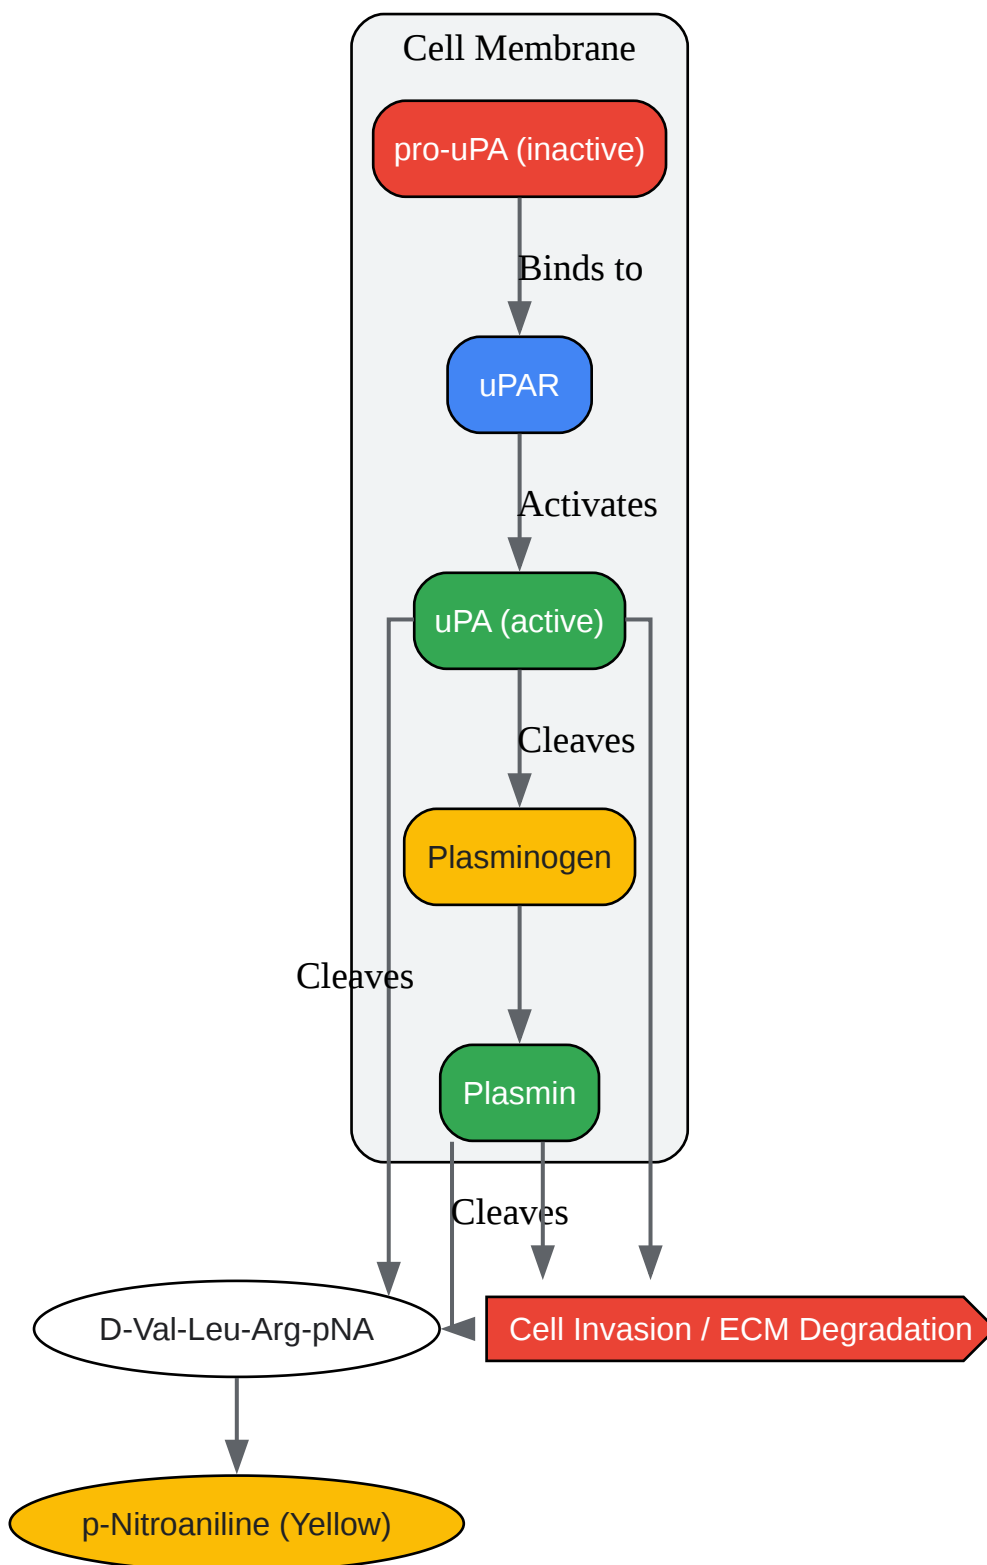 Cell Membrane
pro-uPA (inactive)
Binds to
uPAR
Activates
uPA (active)
Cleaves
Plasminogen
Cleaves
Plasmin
Cleaves
D-Val-Leu-Arg-pNA
Cell Invasion / ECM Degradation
p-Nitroaniline (Yellow)